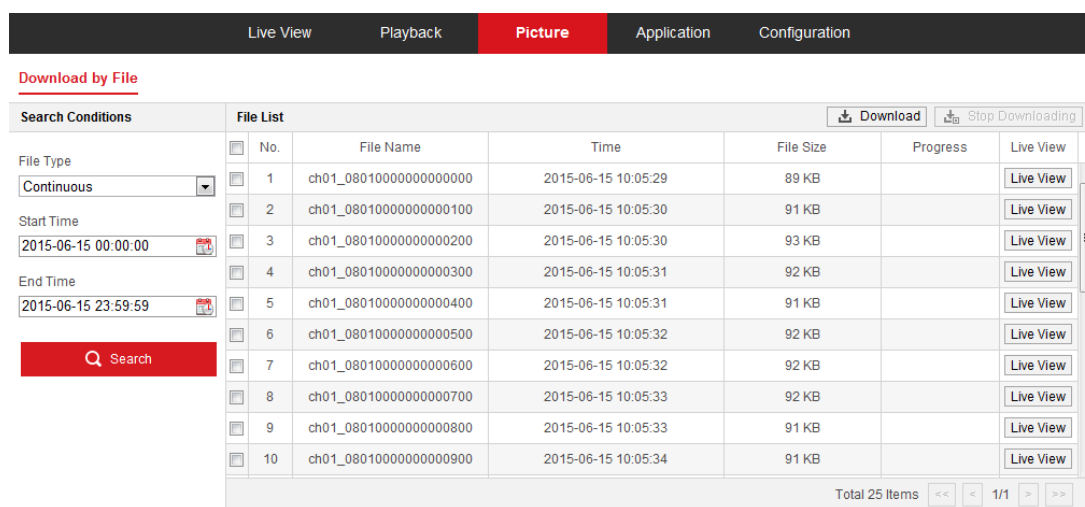 Live View Playback Picture Application Configuration
Download by File
Search Conditions
File Type
Continuous
Start Time
2015-06-15 00:00:00
End Time
2015-06-15 23:59:59
Search
File List Download Stop Downloading
No. File Name Time File Size Progress Live View
1 ch01_08010000000000000 2015-06-15 10:05:29 89 KB Live View
2 ch01_08010000000000100 2015-06-15 10:05:30 91 KB Live View
3 ch01_08010000000000200 2015-06-15 10:05:30 93 KB Live View
4 ch01_08010000000000300 2015-06-15 10:05:31 92 KB Live View
5 ch01_08010000000000400 2015-06-15 10:05:31 91 KB Live View
6 ch01_08010000000000500 2015-06-15 10:05:32 92 KB Live View
7 ch01_08010000000000600 2015-06-15 10:05:32 92 KB Live View
8 ch01_08010000000000700 2015-06-15 10:05:33 92 KB Live View
9 ch01_08010000000000800 2015-06-15 10:05:33 91 KB Live View
10 ch01_08010000000000900 2015-06-15 10:05:34 91 KB Live View
Total 25 Items << < 1/1 > >>